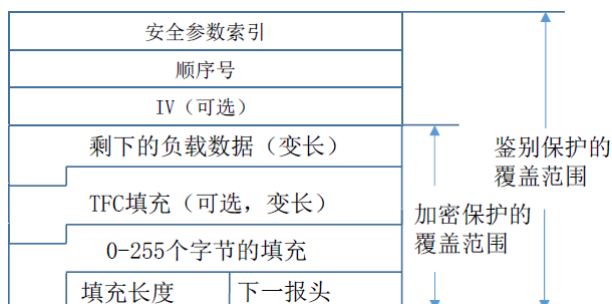 安全参数索引
顺序号
IV（可选）
剩下的负载数据（变长）
TFC填充（可选，变长）
0-255个字节的填充
填充长度
下一报头
加密保护的
覆盖范围
鉴别保护的
覆盖范围